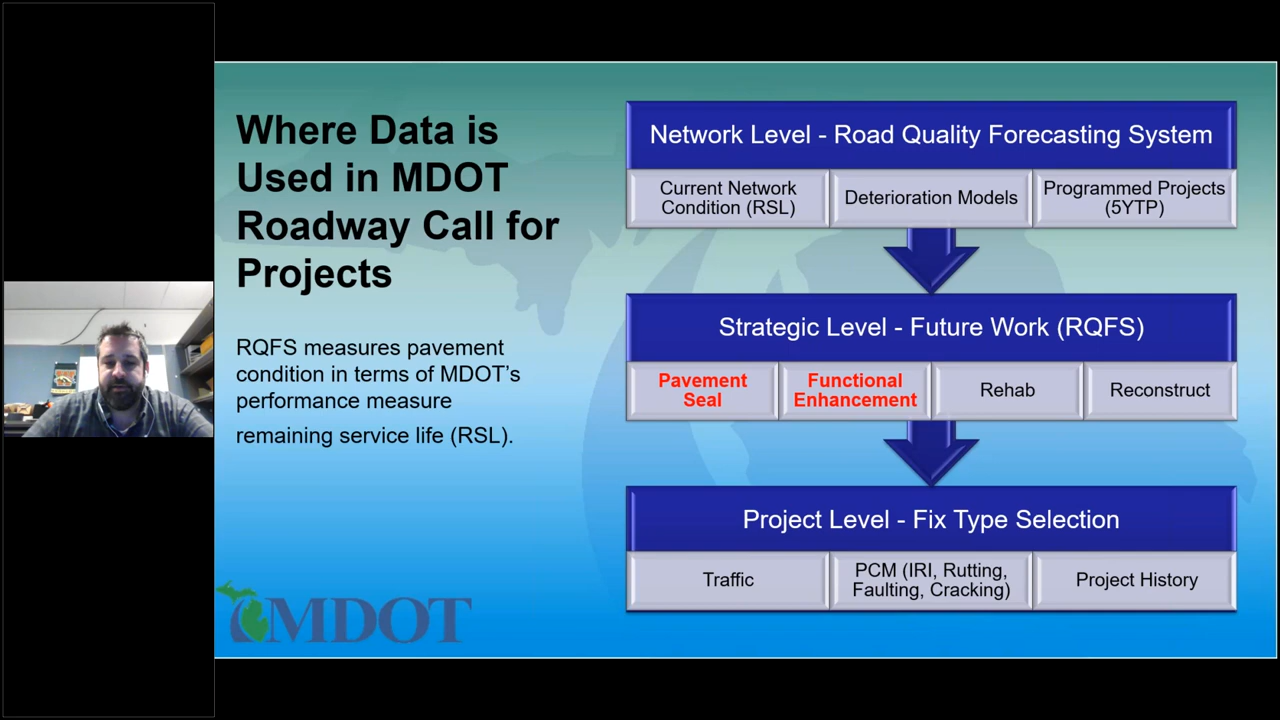 Where Data is
Used in MDOT
Roadway Call for
Projects
RQFS measures pavement
condition in terms of MDOT's
performance measure
remaining service life (RSL).
Network Level - Road Quality Forecasting System
Current Network
Condition (RSL)
Deterioration Models
Programmed Projects
(5YTP)
Strategic Level - Future Work (RQFS)
Pavement
Seal
Functional
Enhancement
Rehab
Reconstruct
Project Level - Fix Type Selection
Traffic
PCM (IRI, Rutting,
Faulting, Cracking)
Project History
MDOT